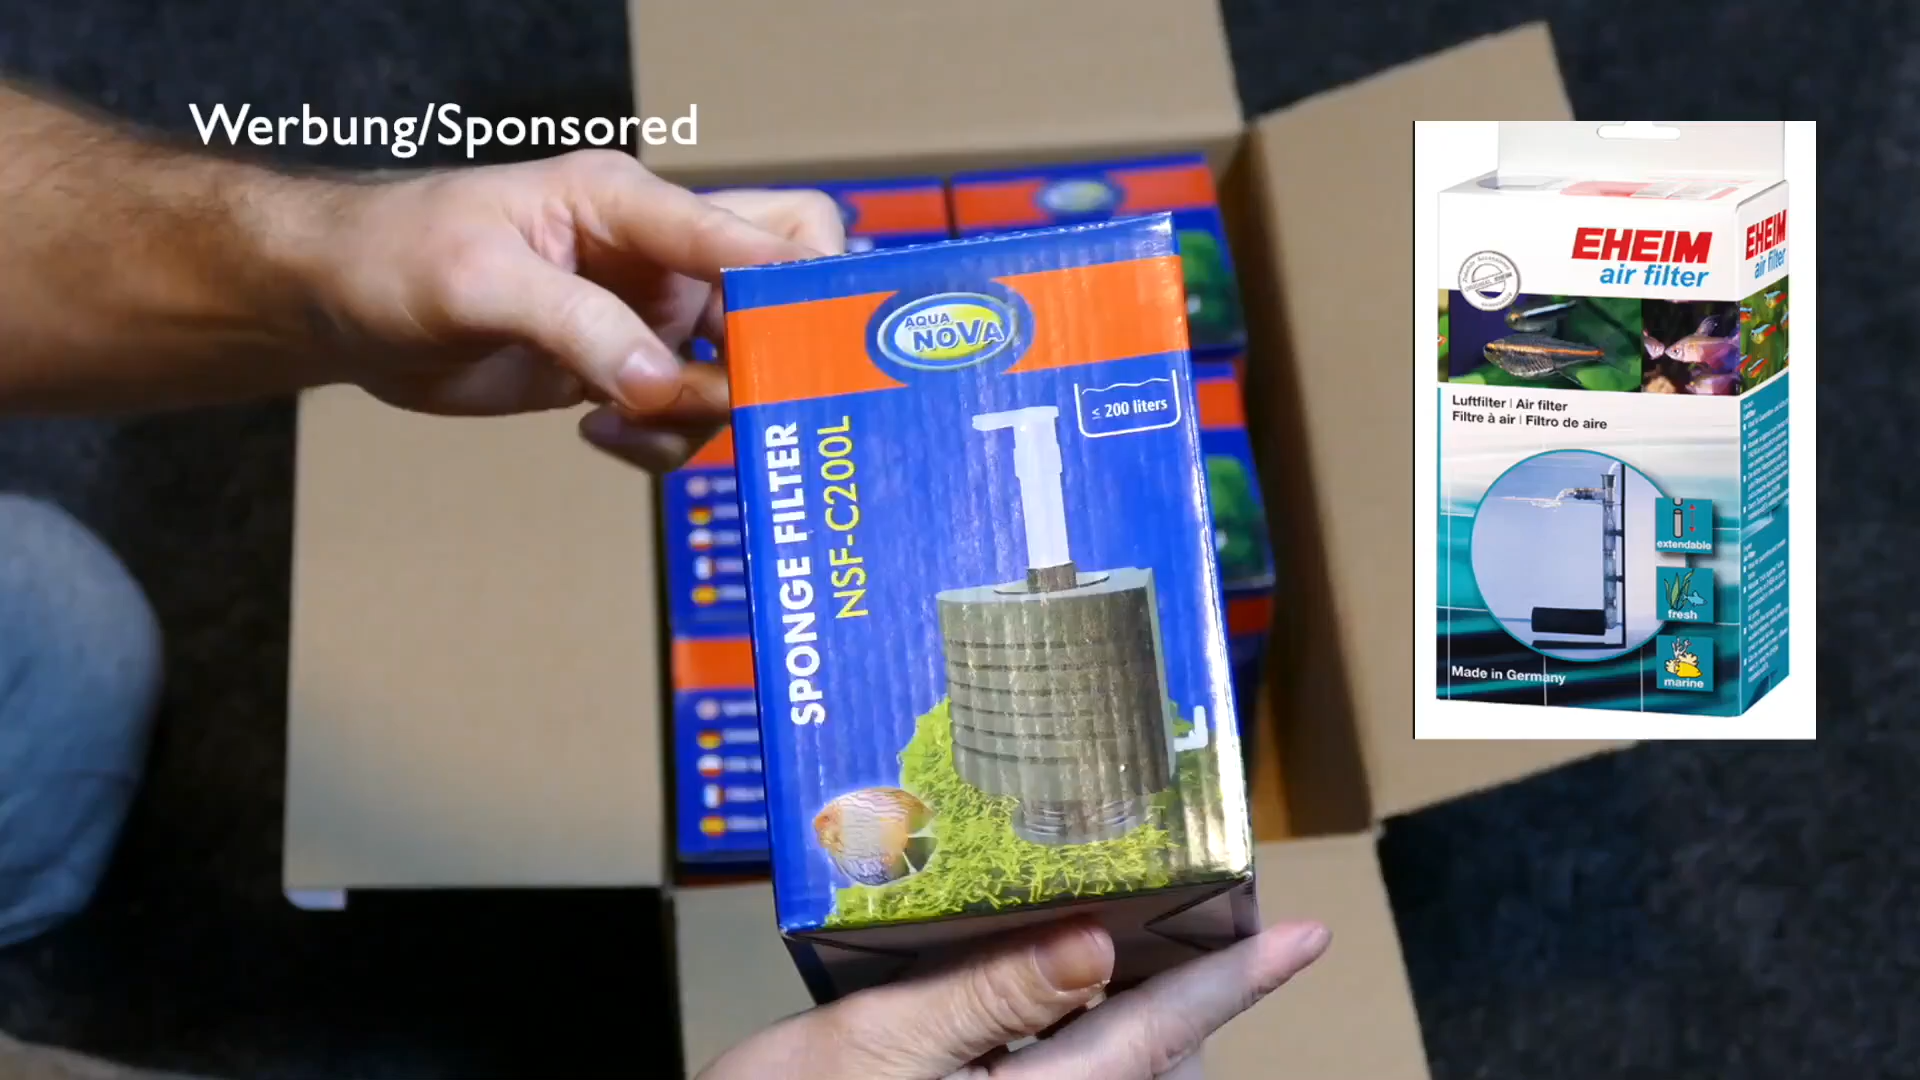 Werbung/Sponsored
AQUA
NOVA
≤ 200 liters
SPONGE FILTER
NSF-C200L
EHEIM
air filter
EHEIM
air filter
Luftfilter | Air filter
Filtre à air | Filtro de aire
extendable
fresh
marine
Made in Germany